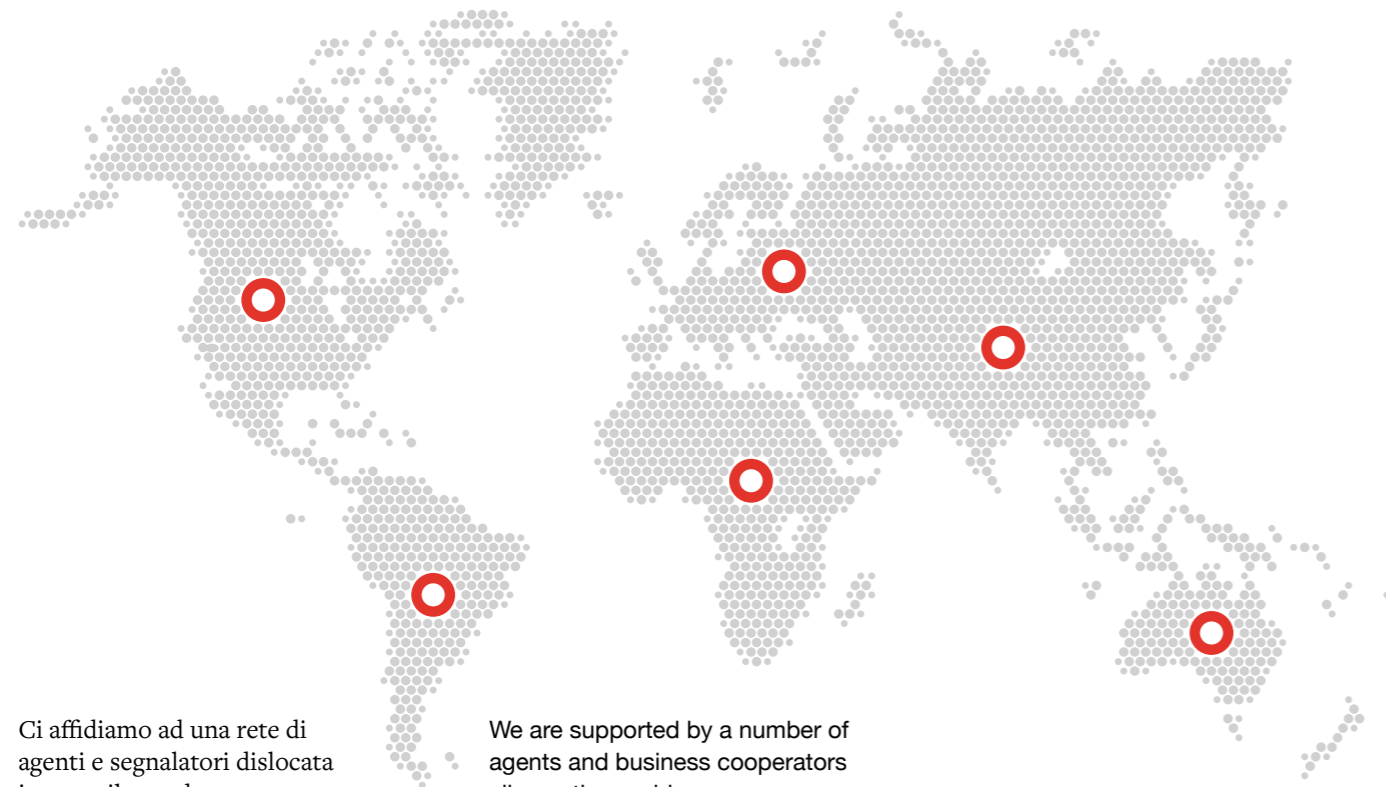 Ci affidiamo ad una rete di
agenti e segnalatori dislocata
We are supported by a number of
agents and business cooperators